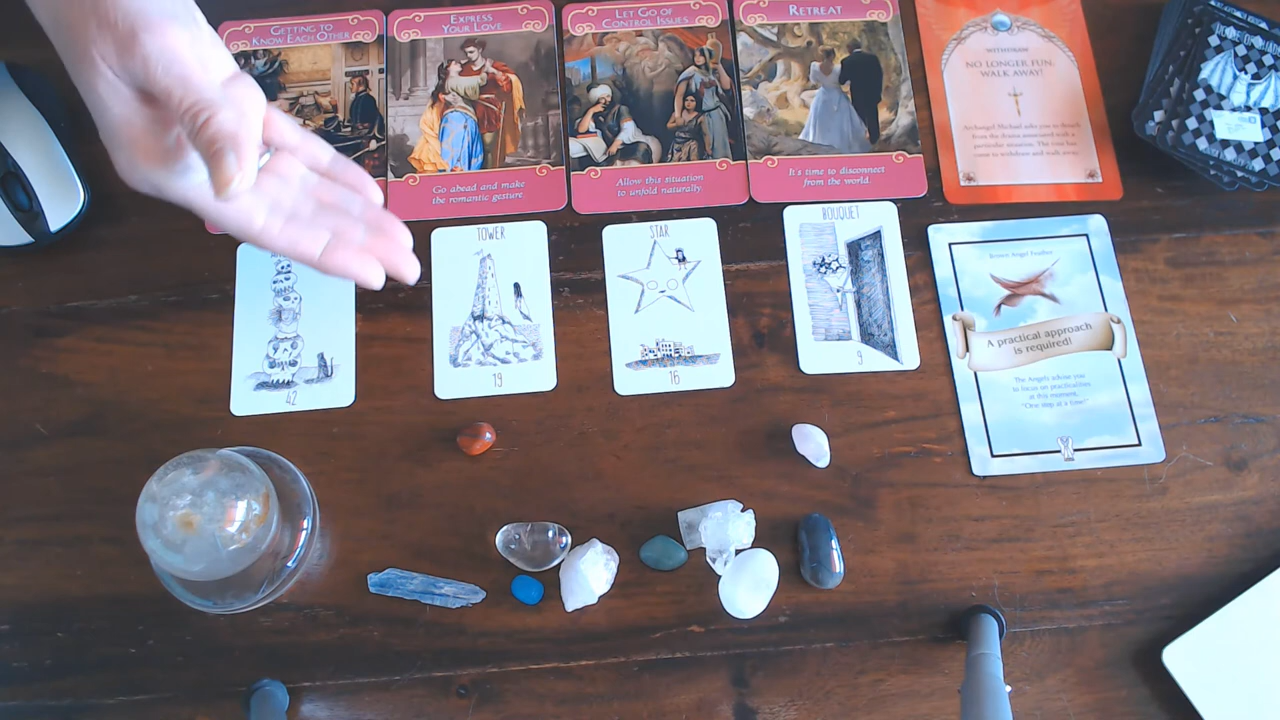 GETTING TO
KNOW EACH OTHER
EXPRESS
YOUR LOVE
Go ahead and make
the romantic gesture.
LET GO OF
CONTROL ISSUES
Allow this situation
to unfold naturally.
RETREAT
It's time to disconnect
from the world.
WITHDRAW
NO LONGER FUN,
WALK AWAY!
Archangel Michael asks you to detach
from the drama associated with a
particular situation. The time has
come to withdraw and walk away.
42
TOWER
19
STAR
16
BOUQUET
9
Brown Angel Feather
A practical approach
is required!
The Angels advise you
to focus on practicalities
at this moment.
"One step at a time!"